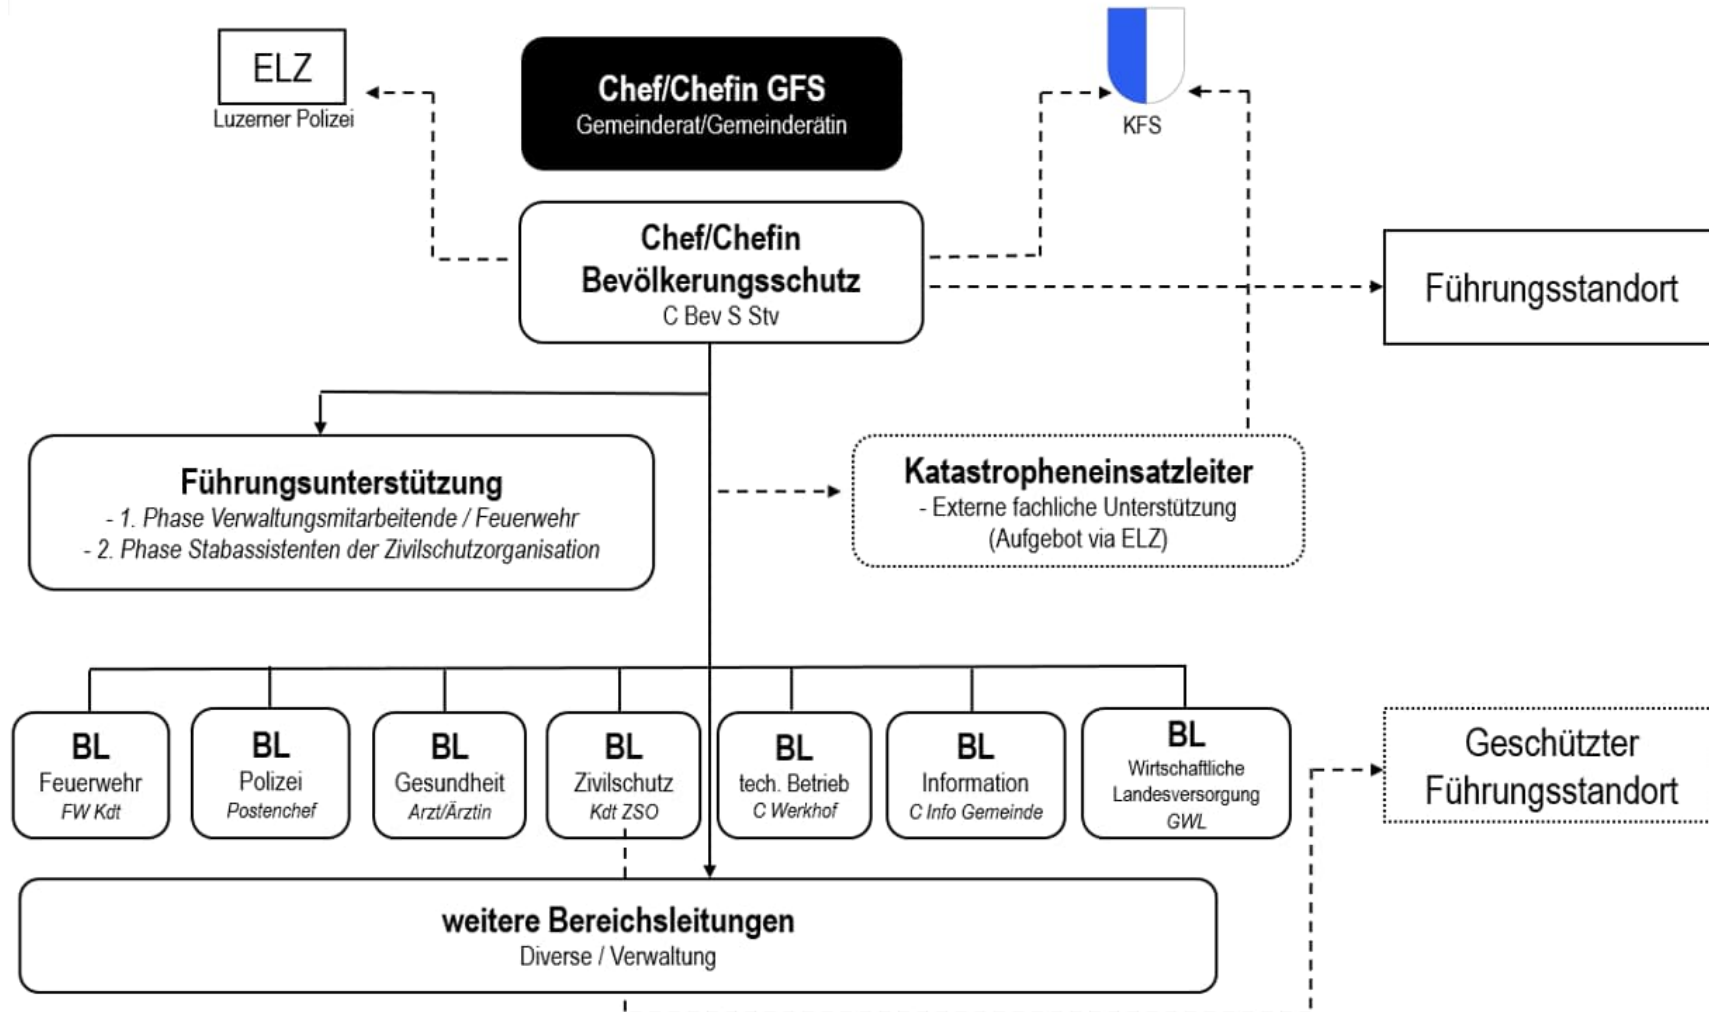 ELZ
Luzerner Polizei
Chef/Chefin GFS
Gemeinderat/Gemeinderätin
KFS
Chef/Chefin
Bevölkerungsschutz
C Bev S Stv
Führungsstandort
Führungsunterstützung
- 1. Phase Verwaltungsmitarbeitende / Feuerwehr
- 2. Phase Stabassistenten der Zivilschutzorganisation
Katastropheneinsatzleiter
- Externe fachliche Unterstützung
(Aufgebot via ELZ)
BL
Feuerwehr
FW Kdt
BL
Polizei
Postenchef
BL
Gesundheit
Arzt/Ärztin
BL
Zivilschutz
Kdt ZSO
BL
tech. Betrieb
C Werkhof
BL
Information
C Info Gemeinde
BL
Wirtschaftliche
Landesversorgung
GWL
Geschützter
Führungsstandort
weitere Bereichsleitungen
Diverse / Verwaltung